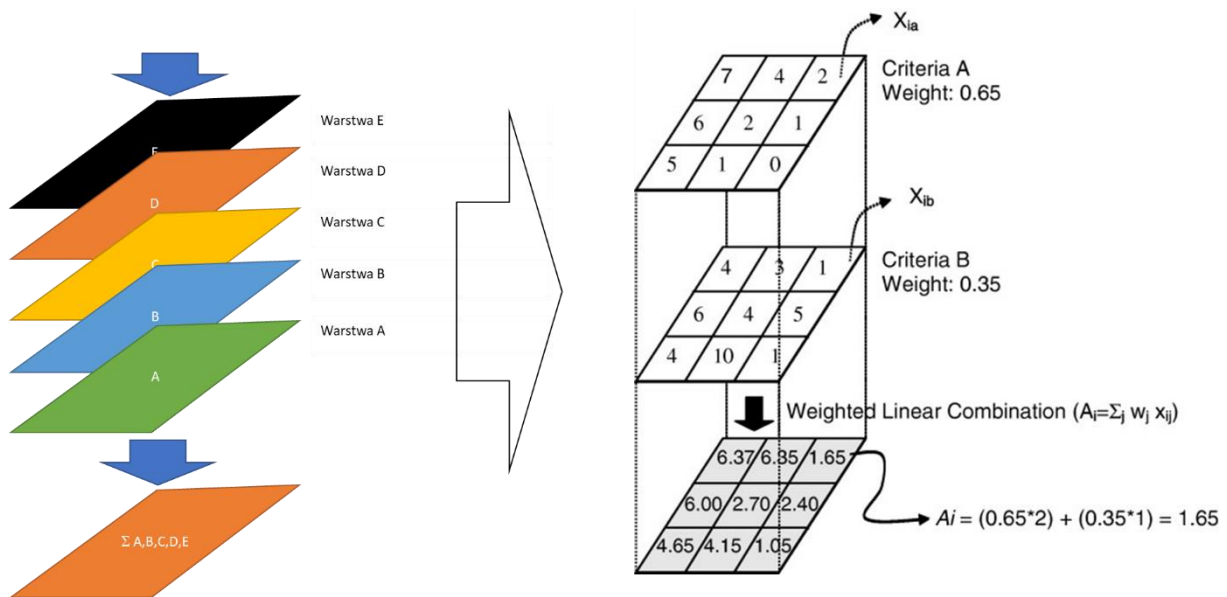 Warstwa E
Warstwa D
Warstwa C
Warstwa B
Warstwa A
E
D
C
B
A
Σ A,B,C,D,E
X_ia
7 4 2
6 2 1
5 1 0
Criteria A
Weight: 0.65
X_ib
4 3 1
6 4 5
4 10 1
Criteria B
Weight: 0.35
Weighted Linear Combination (A_i=Σ_j w_j x_ij)
6.37 6.35 1.65
6.00 2.70 2.40
4.65 4.15 1.05
Ai = (0.65*2) + (0.35*1) = 1.65